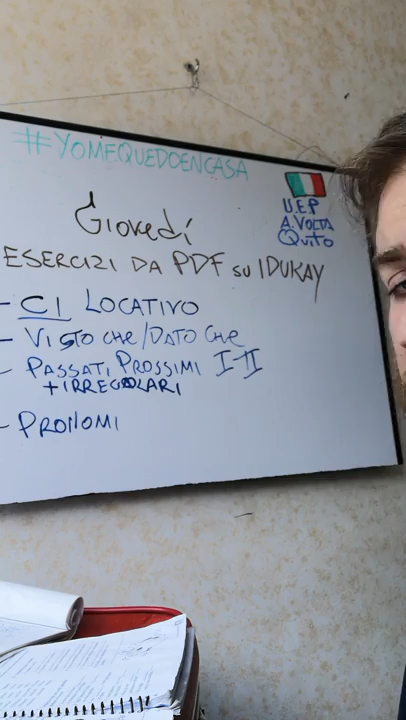 #YOMEQUEDOENCASA
U.E.P
A.VOLTA
Quito
Giovedí
ESERCIZI DA PDF su IDUKAY
- CI LOCATIVO
- VISTO CHE/DATO CHE
- PASSATI PROSSIMI I-II
+IRREGOLARI
- PRONOMI